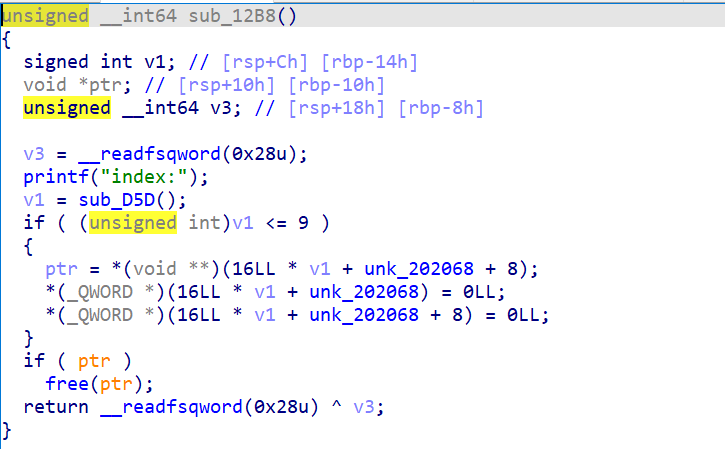 unsigned __int64 sub_12B8()
{
  signed int v1; // [rsp+Ch] [rbp-14h]
  void *ptr; // [rsp+10h] [rbp-10h]
  unsigned __int64 v3; // [rsp+18h] [rbp-8h]

  v3 = __readfsqword(0x28u);
  printf("index:");
  v1 = sub_D5D();
  if ( (unsigned int)v1 <= 9 )
  {
    ptr = *(void **)(16LL * v1 + unk_202068 + 8);
    *(_QWORD *)(16LL * v1 + unk_202068) = 0LL;
    *(_QWORD *)(16LL * v1 + unk_202068 + 8) = 0LL;
  }
  if ( ptr )
    free(ptr);
  return __readfsqword(0x28u) ^ v3;
}